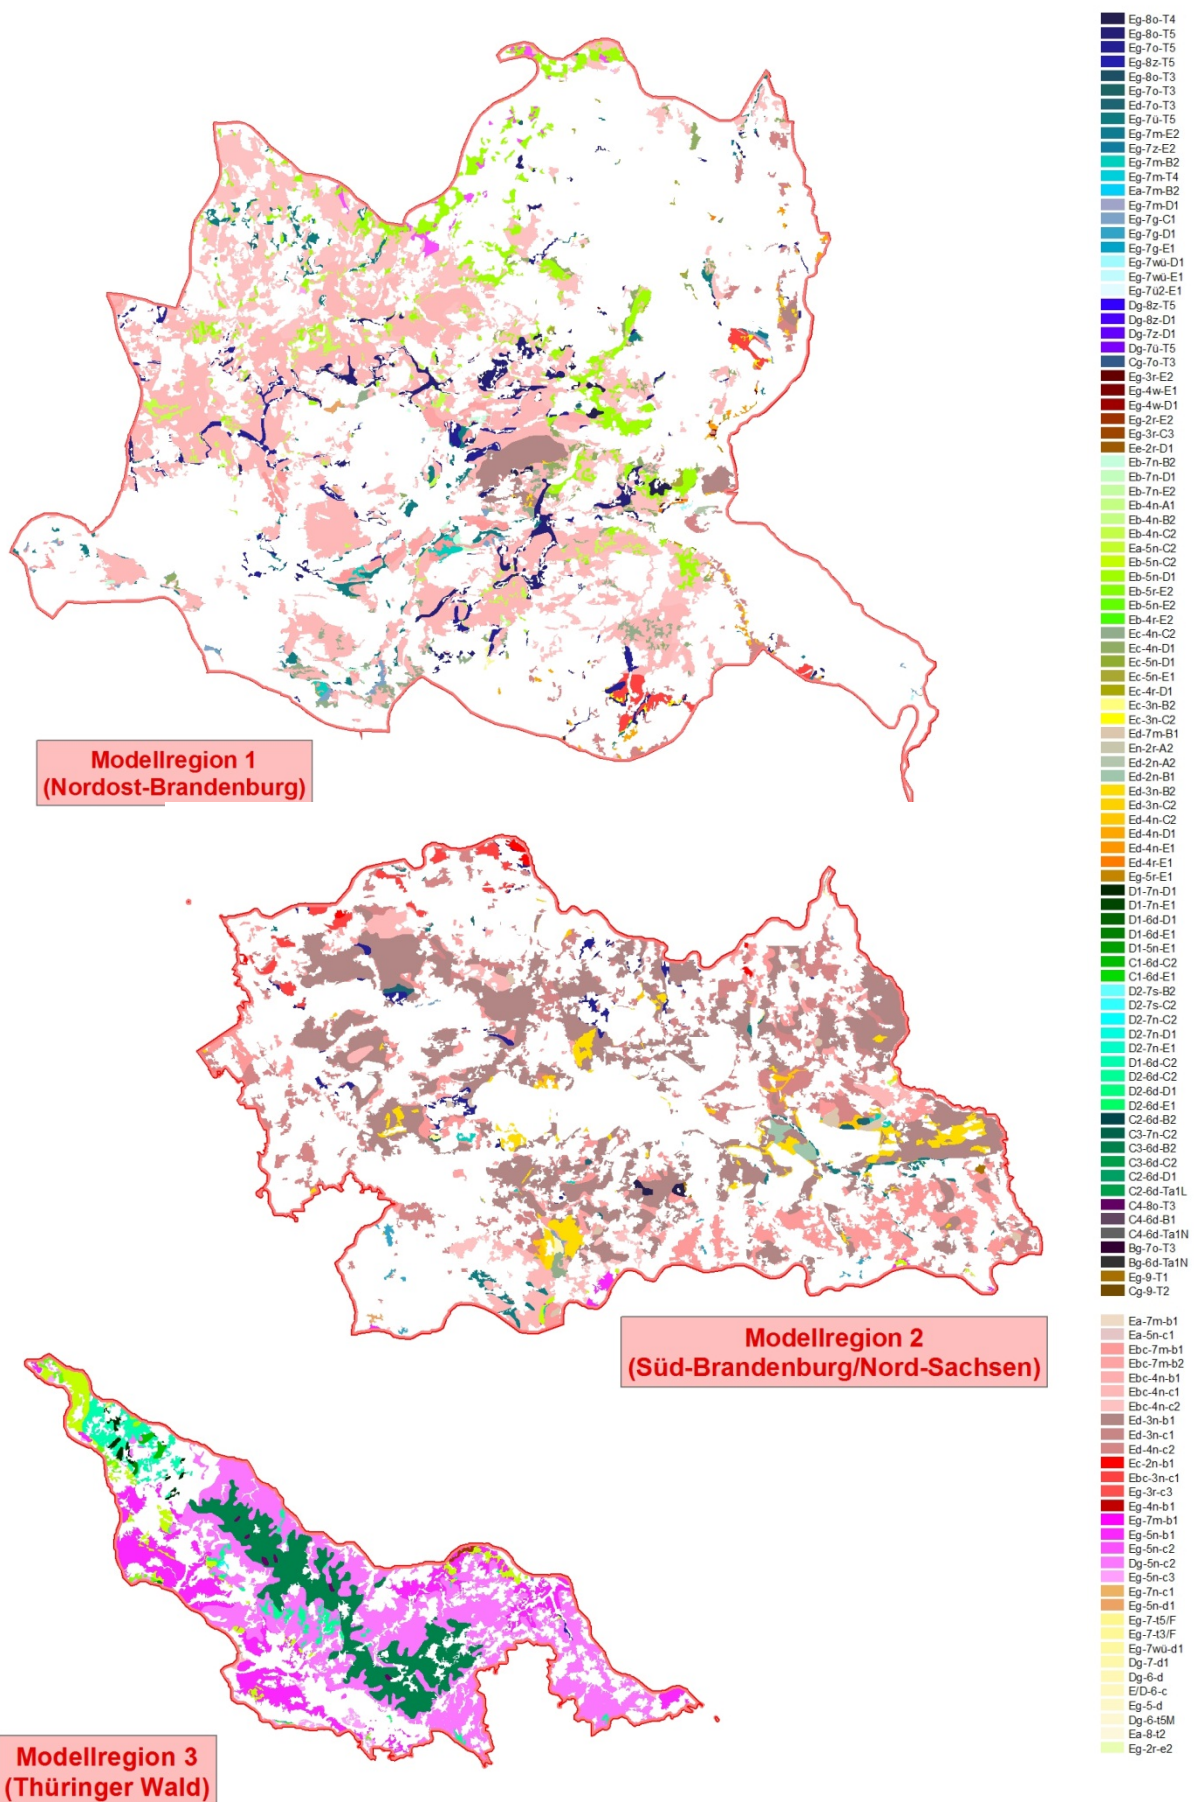 Eg-8o-T4
Eg-8o-T5
Eg-7o-T5
Eg-8z-T5
Eg-8o-T3
Eg-7o-T3
Ed-7o-T3
Eg-7ü-T5
Eg-7m-E2
Eg-7z-E2
Eg-7m-B2
Eg-7m-T4
Ea-7m-B2
Eg-7m-D1
Eg-7g-C1
Eg-7g-D1
Eg-7g-E1
Eg-7wü-D1
Eg-7wü-E1
Eg-7ü2-E1
Dg-8z-T5
Dg-8z-D1
Dg-7z-D1
Dg-7ü-T5
Cg-7o-T3
Eg-3r-E2
Eg-4w-E1
Eg-4w-D1
Eg-2r-E2
Eg-3r-C3
Ee-2r-D1
Eb-7n-B2
Eb-7n-D1
Eb-7n-E2
Eb-4n-A1
Eb-4n-B2
Eb-4n-C2
Ea-5n-C2
Eb-5n-C2
Eb-5n-D1
Eb-5r-E2
Eb-5n-E2
Eb-4r-E2
Ec-4n-C2
Ec-4n-D1
Ec-5n-D1
Ec-5n-E1
Ec-4r-D1
Ec-3n-B2
Ec-3n-C2
Ed-7m-B1
En-2r-A2
Ed-2n-A2
Ed-2n-B1
Ed-3n-B2
Ed-3n-C2
Ed-4n-C2
Ed-4n-D1
Ed-4n-E1
Ed-4r-E1
Eg-5r-E1
D1-7n-D1
D1-7n-E1
D1-6d-D1
D1-6d-E1
D1-5n-E1
C1-6d-C2
C1-6d-E1
D2-7s-B2
D2-7s-C2
D2-7n-C2
D2-7n-D1
D2-7n-E1
D1-6d-C2
D2-6d-C2
D2-6d-D1
D2-6d-E1
C2-6d-B2
C3-7n-C2
C3-6d-B2
C3-6d-C2
C2-6d-D1
C2-6d-Ta1L
C4-8o-T3
C4-6d-B1
C4-6d-Ta1N
Bg-7o-T3
Bg-6d-Ta1N
Eg-9-T1
Cg-9-T2
Ea-7m-b1
Ea-5n-c1
Ebc-7m-b1
Ebc-7m-b2
Ebc-4n-b1
Ebc-4n-c1
Ebc-4n-c2
Ed-3n-b1
Ed-3n-c1
Ed-4n-c2
Ec-2n-b1
Ebc-3n-c1
Eg-3r-c3
Eg-4n-b1
Eg-7m-b1
Eg-5n-b1
Eg-5n-c2
Dg-5n-c2
Eg-5n-c3
Eg-7n-c1
Eg-5n-d1
Eg-7-t5/F
Eg-7-t3/F
Eg-7wü-d1
Dg-7-d1
Dg-6-d
E/D-6-c
Eg-5-d
Dg-6-t5M
Ea-8-t2
Eg-2r-e2
Modellregion 1
(Nordost-Brandenburg)
Modellregion 2
(Süd-Brandenburg/Nord-Sachsen)
Modellregion 3
(Thüringer Wald)